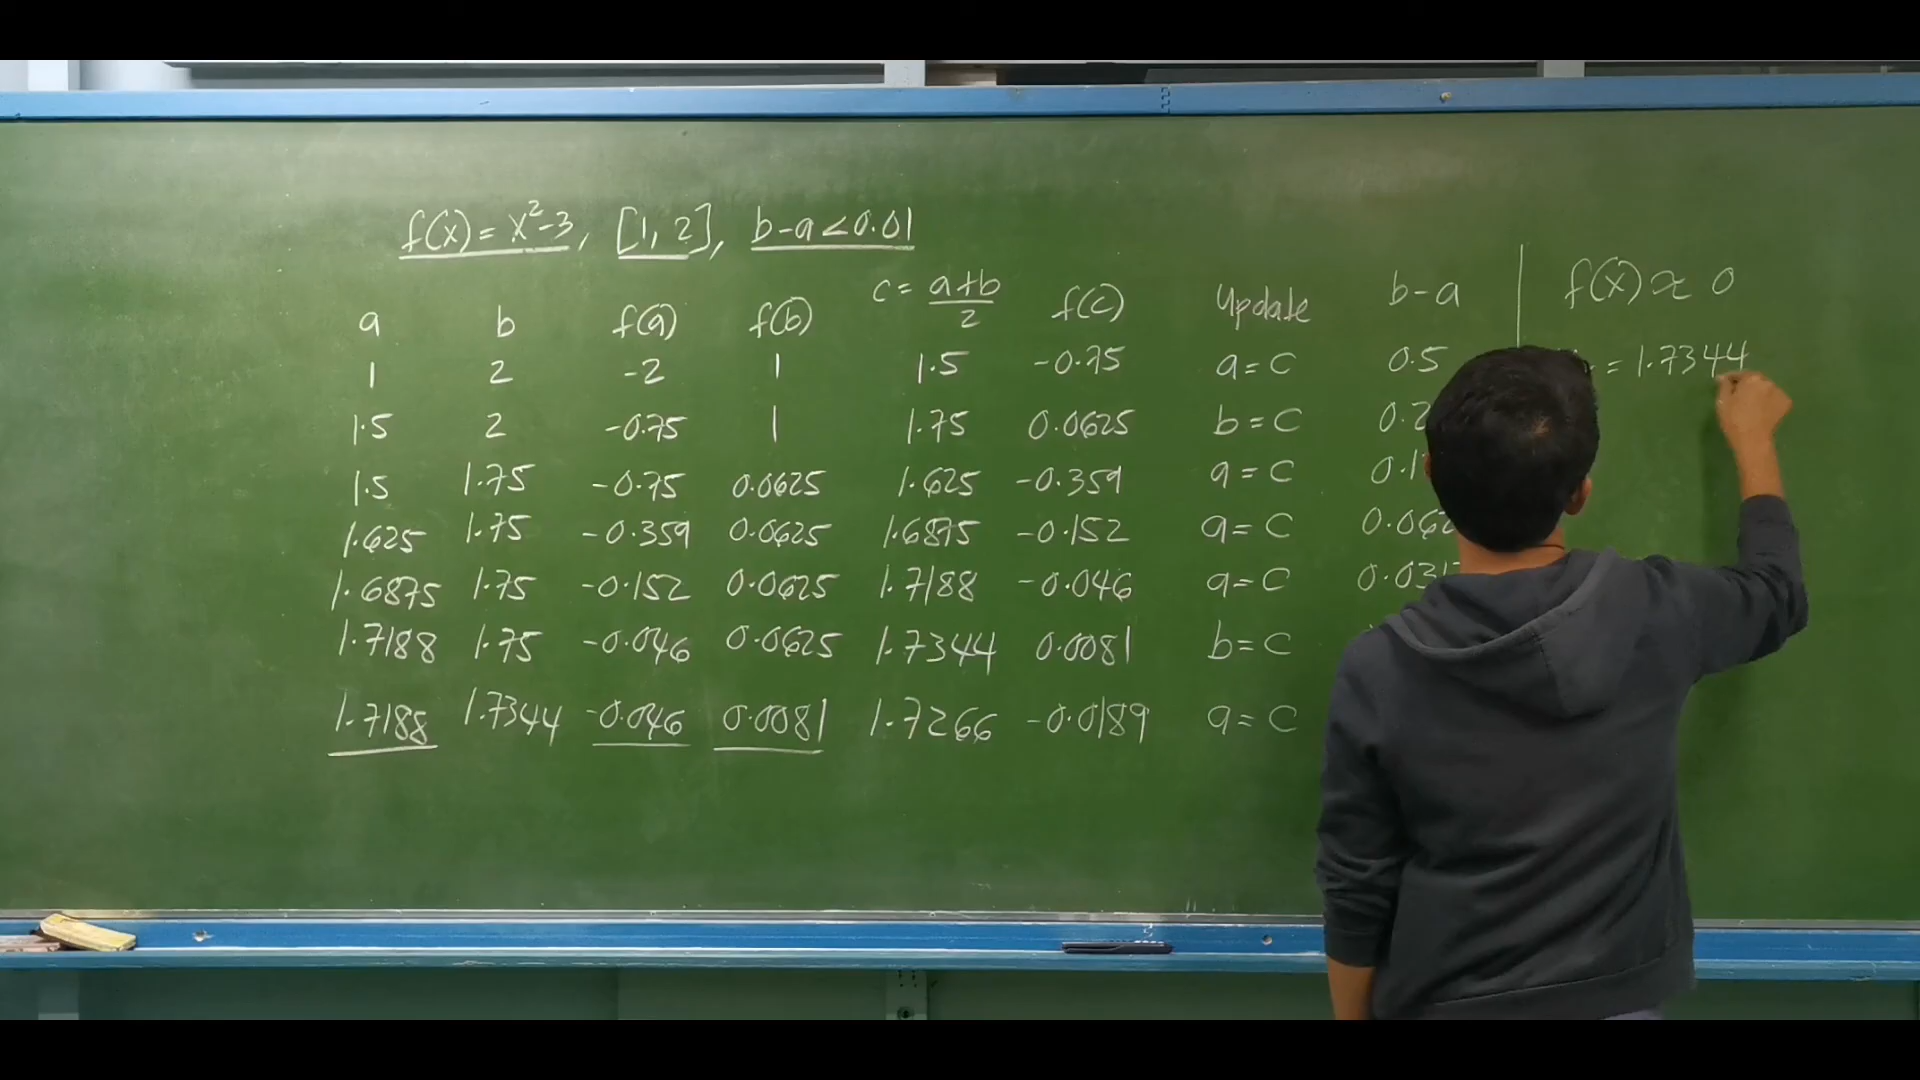 f(x) = x²-3, [1, 2], b-a<0.01
a b f(a) f(b) c = a+b/2 f(c) Update b-a f(x) ≈ 0
1 2 -2 1 1.5 -0.75 a=C 0.5 = 1.7344
1.5 2 -0.75 1 1.75 0.0625 b=C
1.5 1.75 -0.75 0.0625 1.625 -0.359 a=C
1.625 1.75 -0.359 0.0625 1.6875 -0.152 a=C
1.6875 1.75 -0.152 0.0625 1.7188 -0.046 a=C
1.7188 1.75 -0.046 0.0625 1.7344 0.0081 b=C
1.7188 1.7344 -0.046 0.0081 1.7266 -0.0189 a=C